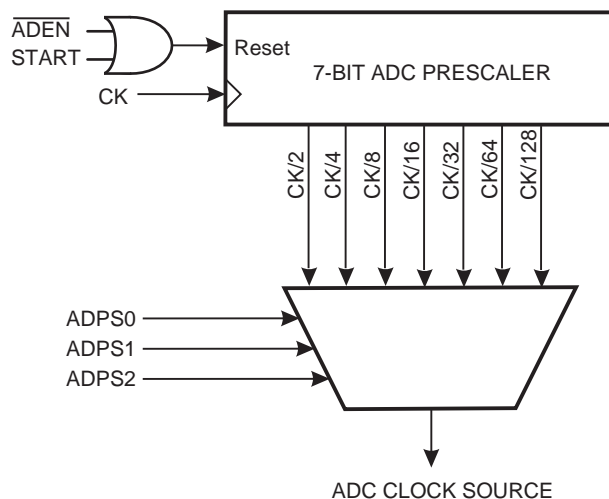 ADEN
START
Reset
7-BIT ADC PRESCALER
CK
CK/2
CK/4
CK/8
CK/16
CK/32
CK/64
CK/128
ADPS0
ADPS1
ADPS2
ADC CLOCK SOURCE